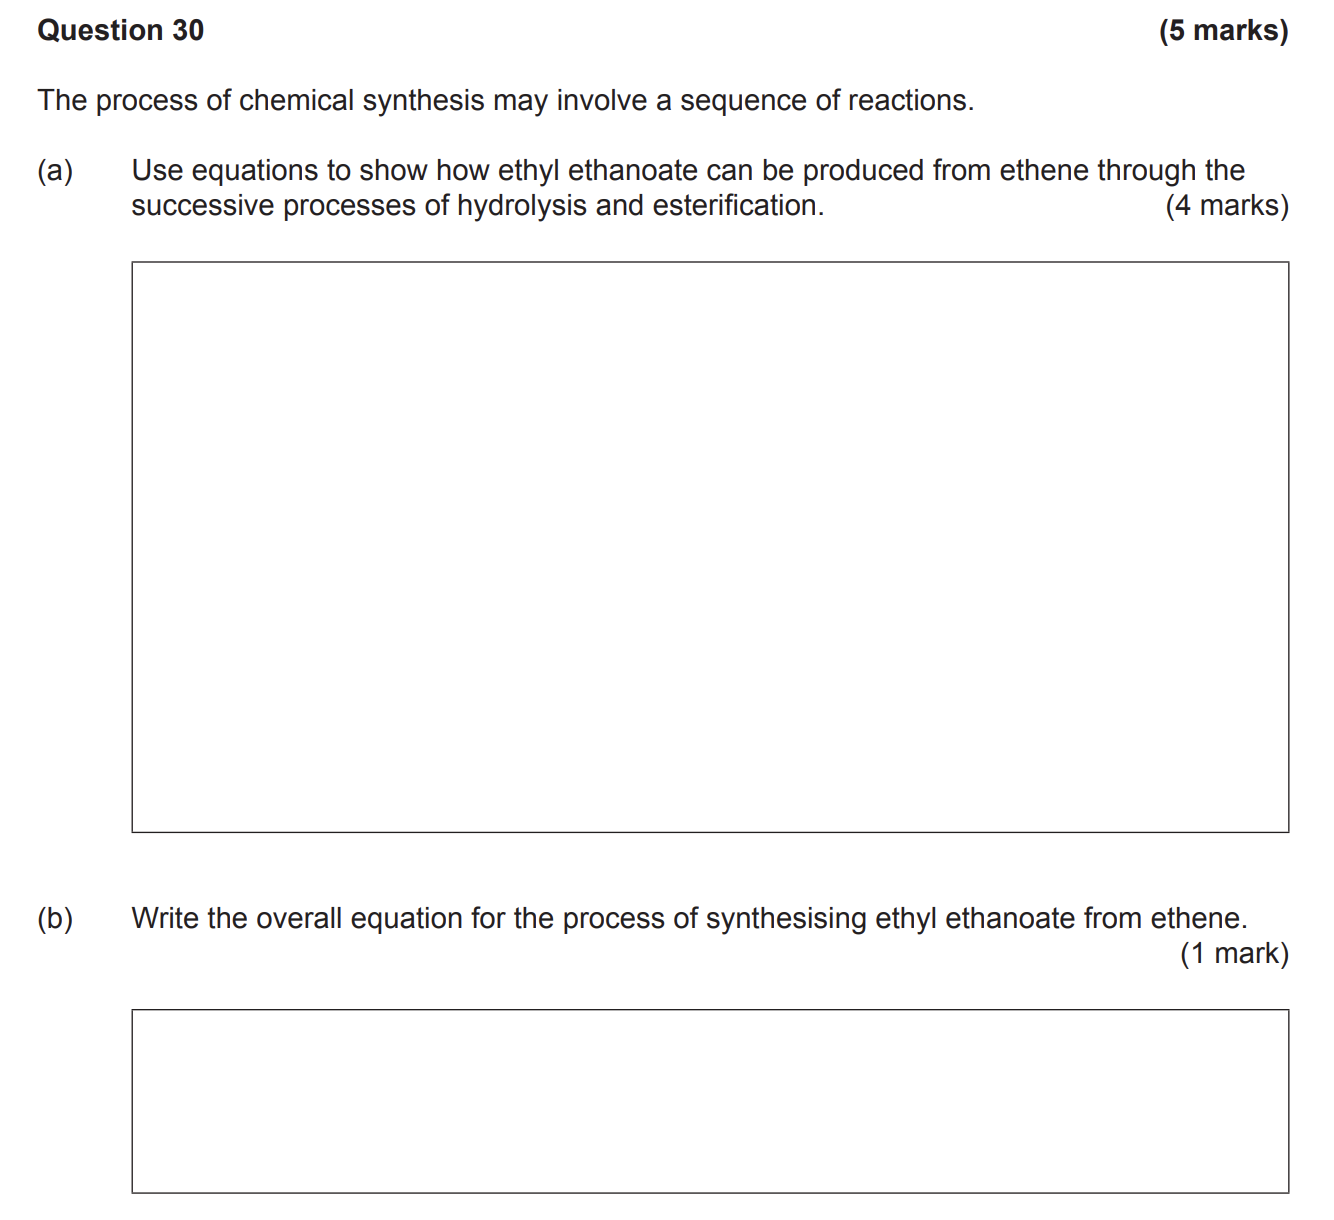 Question 30 (5 marks)
The process of chemical synthesis may involve a sequence of reactions.
(a) Use equations to show how ethyl ethanoate can be produced from ethene through the
successive processes of hydrolysis and esterification. (4 marks)
(b) Write the overall equation for the process of synthesising ethyl ethanoate from ethene.
(1 mark)